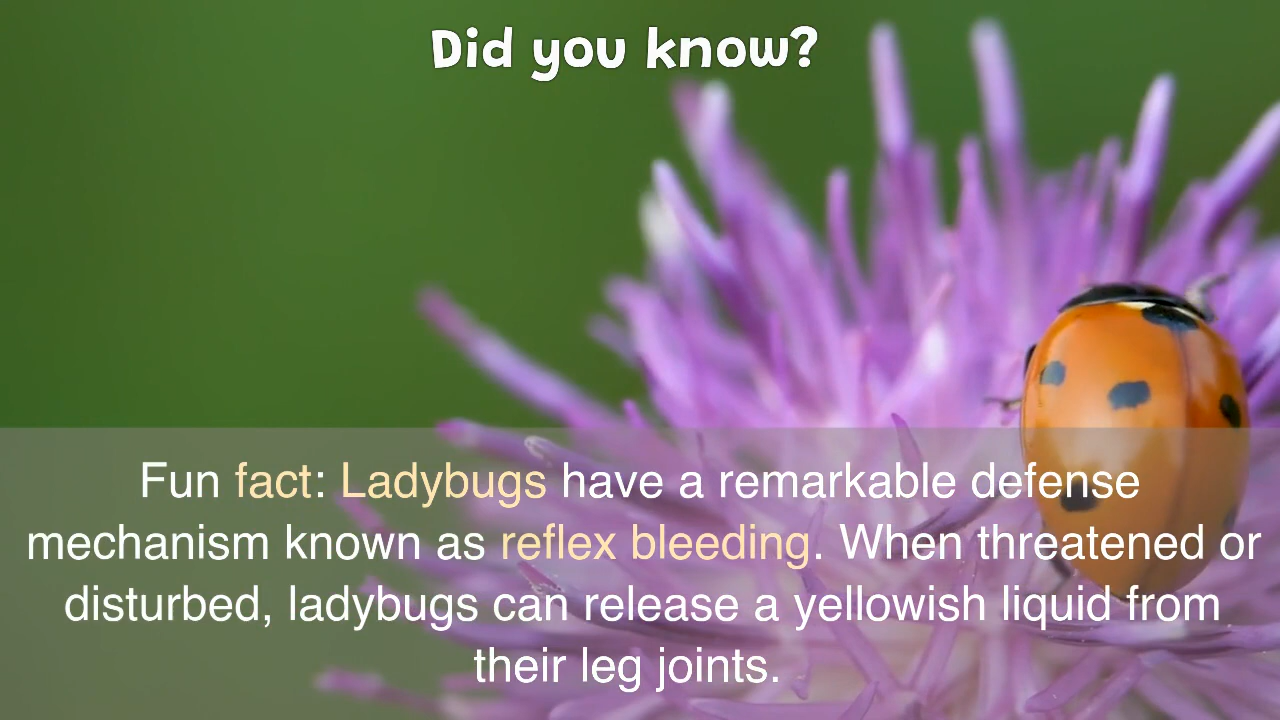 Did you know?
Fun fact: Ladybugs have a remarkable defense
mechanism known as reflex bleeding. When threatened or
disturbed, ladybugs can release a yellowish liquid from
their leg joints.